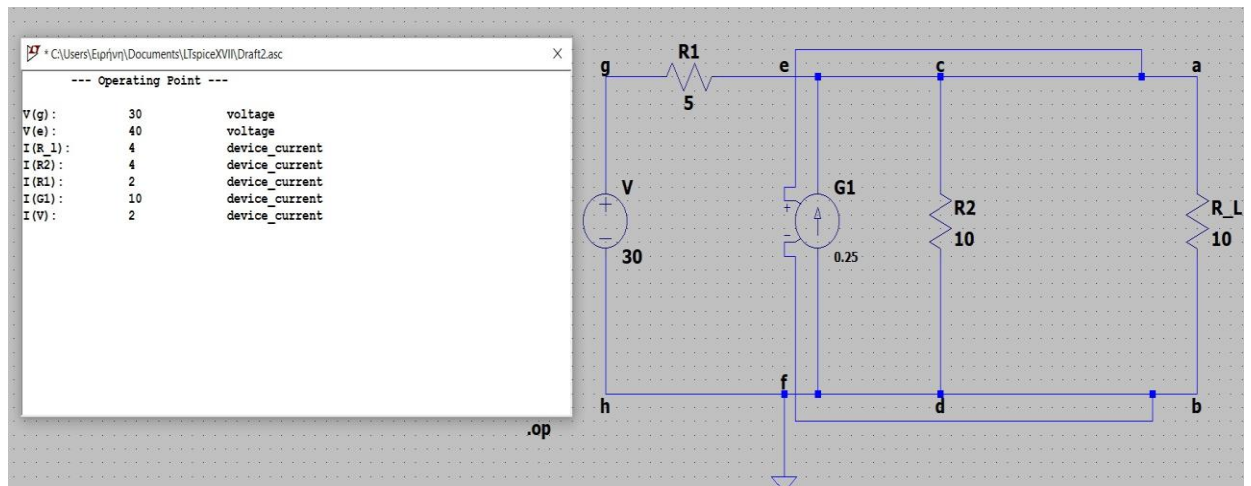 * C:\Users\Ειρήνη\Documents\LTspiceXVII\Draft2.asc X
--- Operating Point ---
V(g): 30 voltage
V(e): 40 voltage
I(R_l): 4 device_current
I(R2): 4 device_current
I(R1): 2 device_current
I(G1): 10 device_current
I(V): 2 device_current
R1
g e c a
5
V
+
30
G1
+
0.25
R2
10
R_L
10
f
h d b
.op